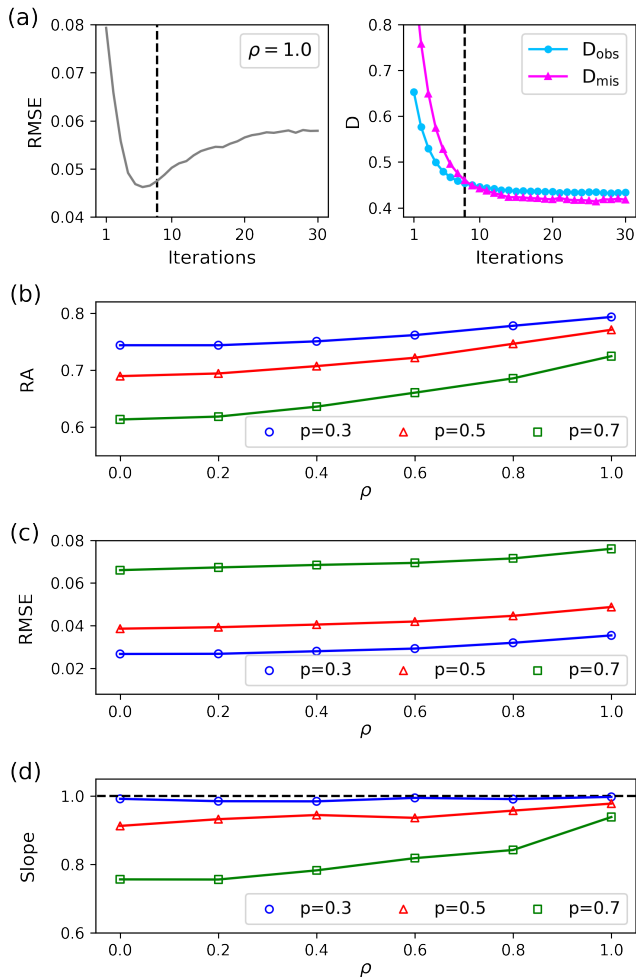 (a)
0.08
0.07
0.06
0.05
0.04
RMSE
ρ = 1.0
1
10
20
30
Iterations
0.8
0.7
0.6
0.5
0.4
D
D_obs
D_mis
1
10
20
30
Iterations
(b)
0.8
0.7
0.6
RA
p=0.3
p=0.5
p=0.7
0.0
0.2
0.4
0.6
0.8
1.0
ρ
(c)
0.08
0.06
0.04
0.02
RMSE
p=0.3
p=0.5
p=0.7
0.0
0.2
0.4
0.6
0.8
1.0
ρ
(d)
1.0
0.8
0.6
Slope
p=0.3
p=0.5
p=0.7
0.0
0.2
0.4
0.6
0.8
1.0
ρ